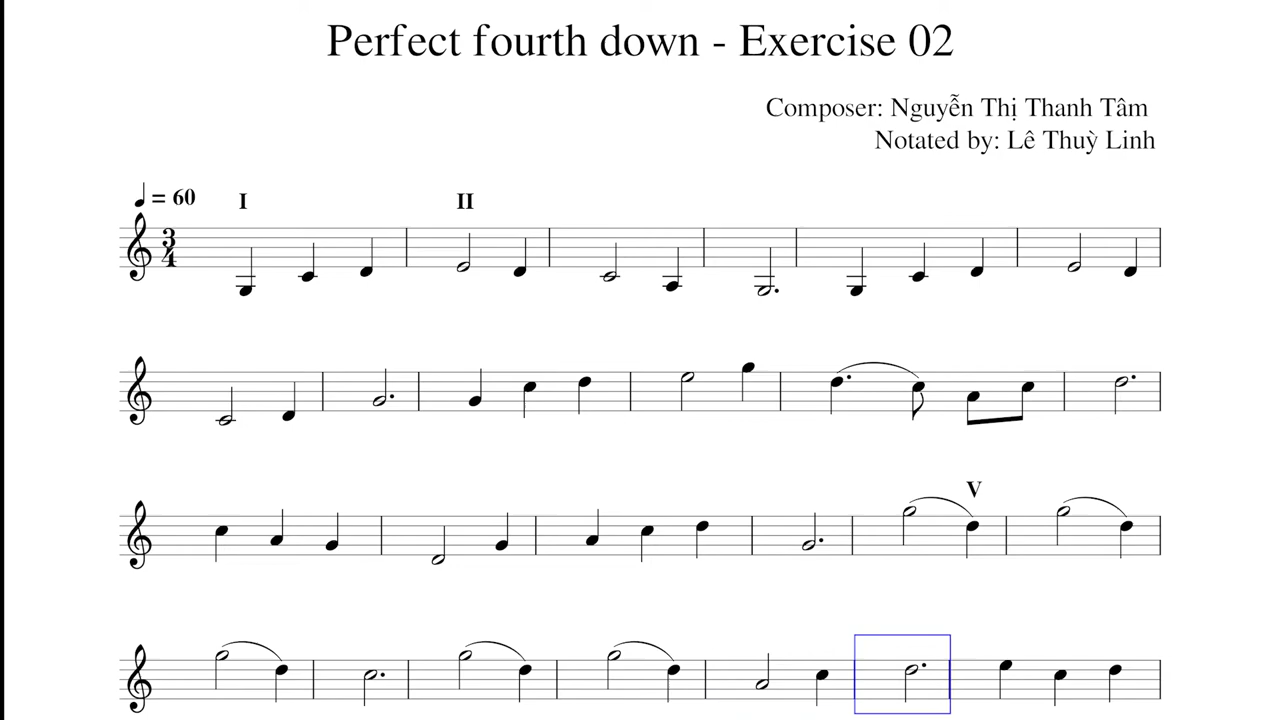 Perfect fourth down - Exercise 02
Composer: Nguyễn Thị Thanh Tâm
Notated by: Lê Thuỳ Linh
♩ = 60 I II
3
4
V